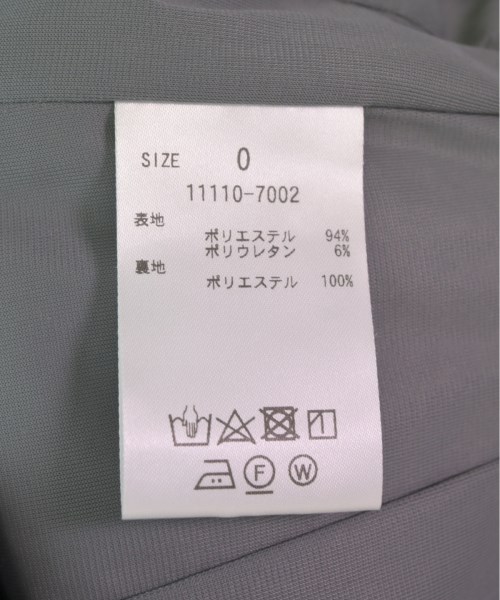 SIZE 0
11110-7002
表地
ポリエステル 94%
ポリウレタン 6%
裏地
ポリエステル 100%
F W